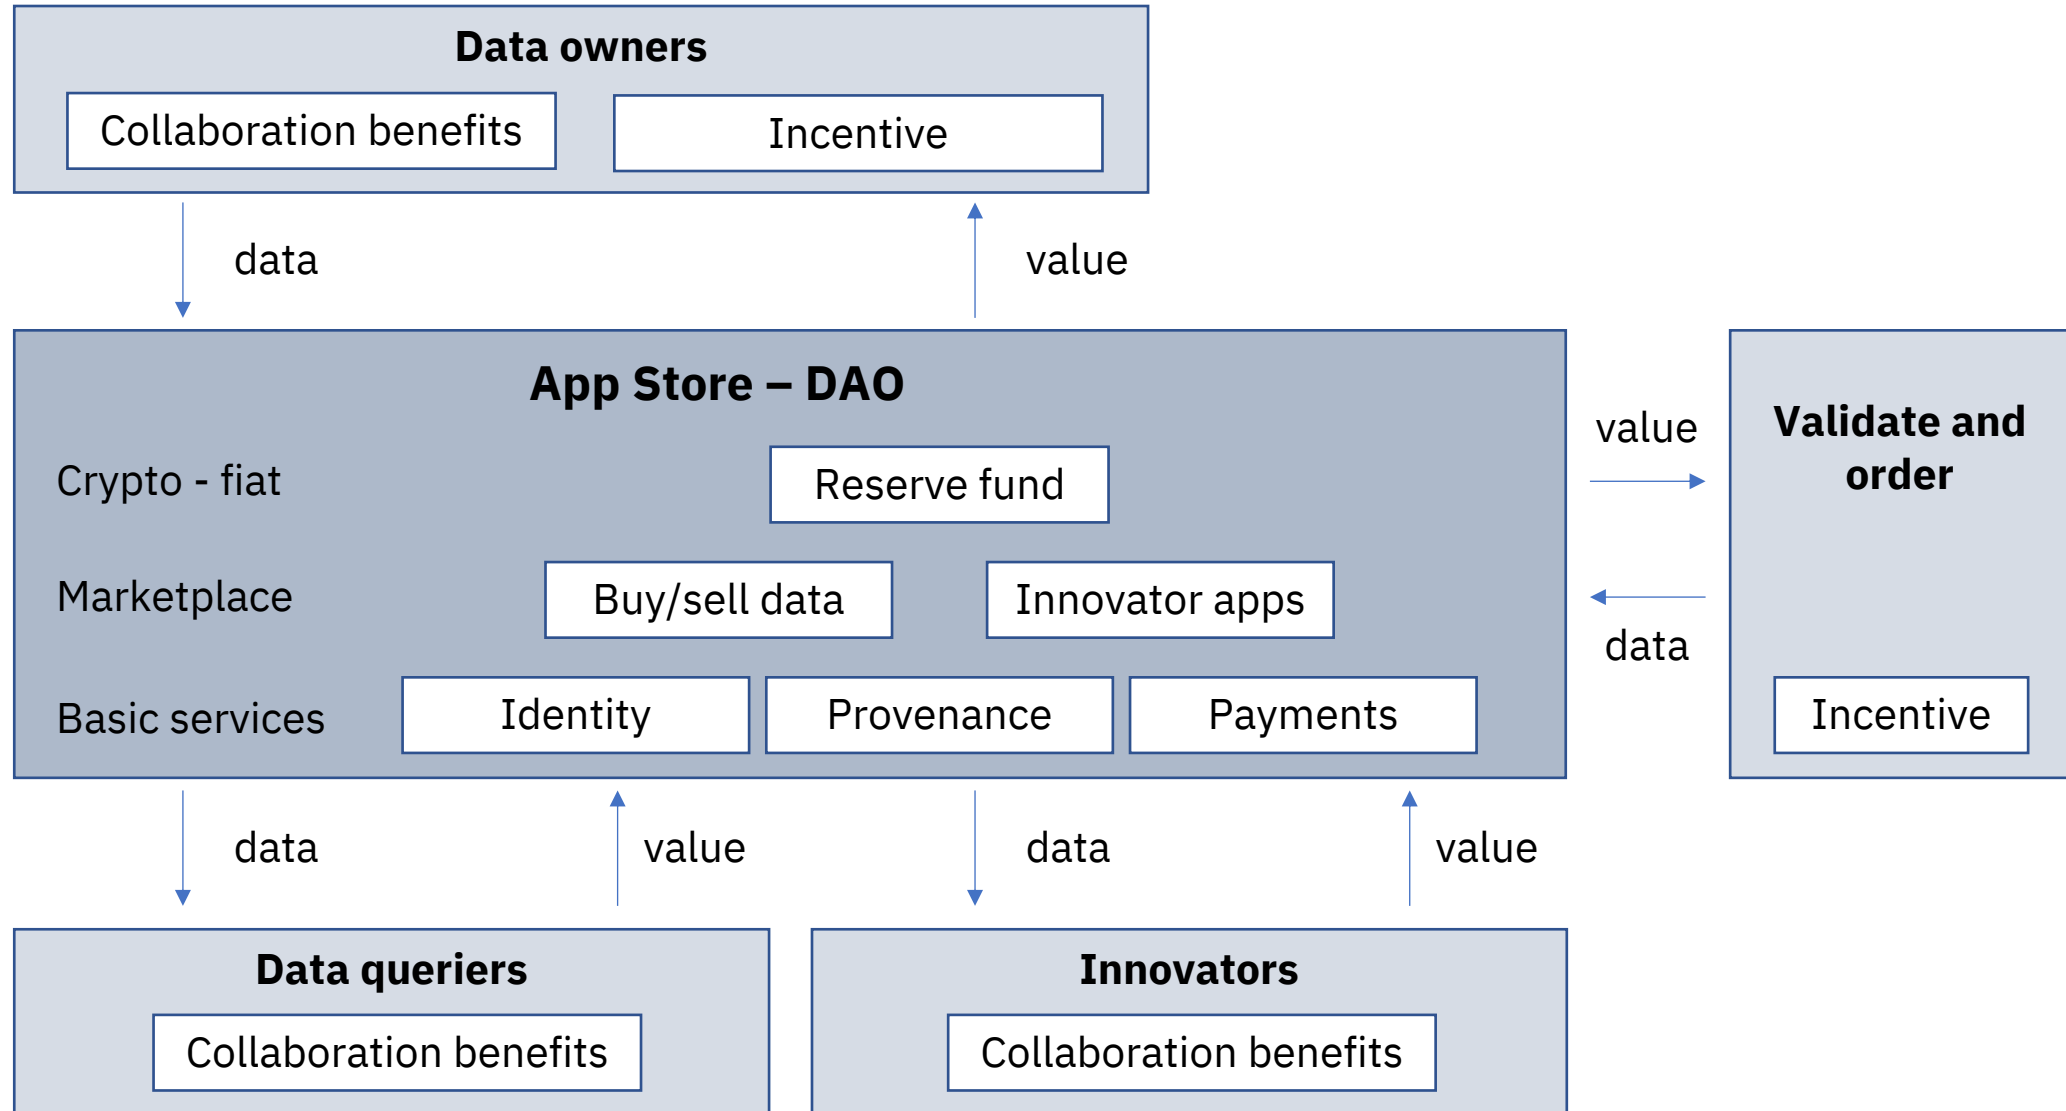 Data owners
Collaboration benefits
Incentive
data
value
App Store – DAO
Crypto - fiat
Reserve fund
Marketplace
Buy/sell data
Innovator apps
Basic services
Identity
Provenance
Payments
value
data
Validate and
order
Incentive
data
value
data
value
Data queriers
Collaboration benefits
Innovators
Collaboration benefits